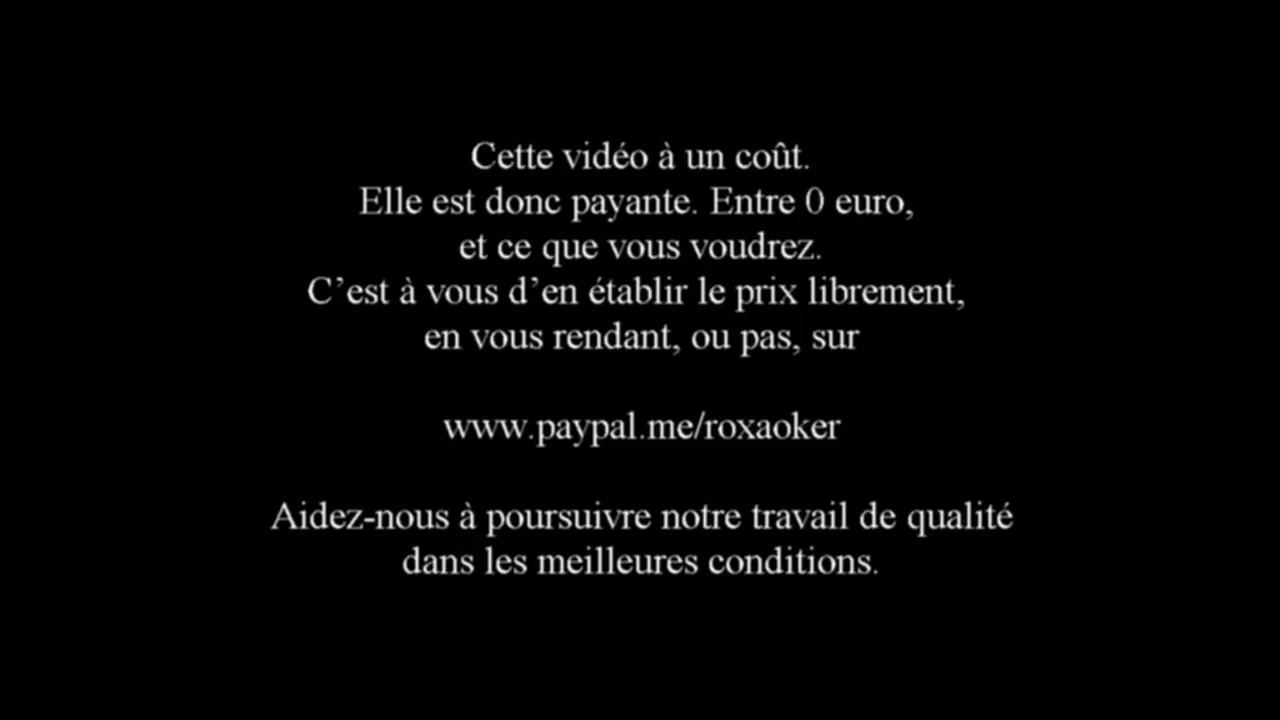 Cette vidéo à un coût.
Elle est donc payante. Entre 0 euro,
et ce que vous voudrez.
C’est à vous d’en établir le prix librement,
en vous rendant, ou pas, sur
www.paypal.me/roxaoker
Aidez-nous à poursuivre notre travail de qualité
dans les meilleures conditions.